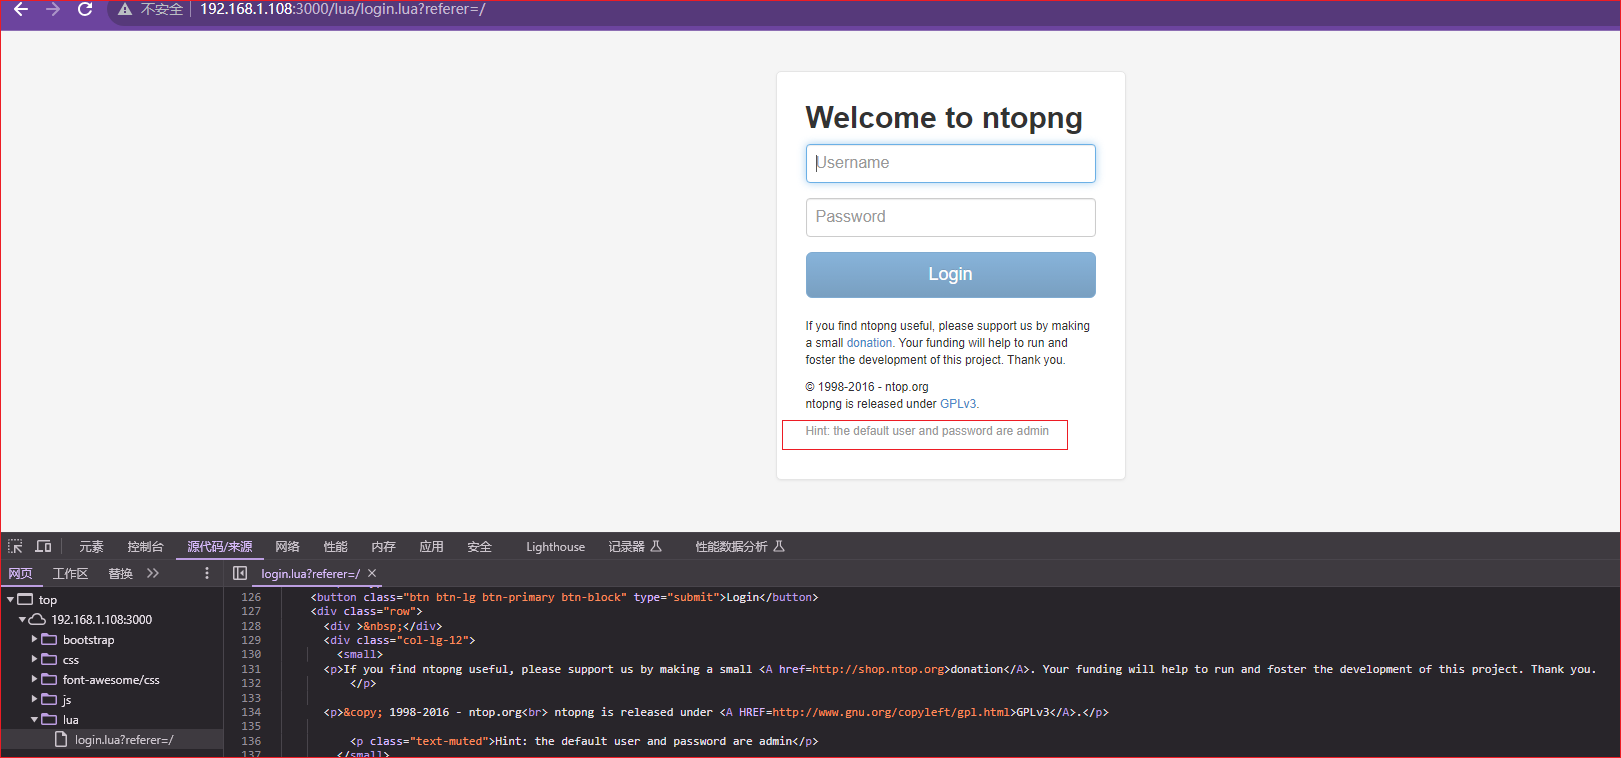 不安全 192.168.1.108:3000/lua/login.lua?referer=/
Welcome to ntopng
Username
Password
Login
If you find ntopng useful, please support us by making
a small donation. Your funding will help to run and
foster the development of this project. Thank you.
© 1998-2016 - ntop.org
ntopng is released under GPLv3.
Hint: the default user and password are admin
元素 控制台 源代码/来源 网络 性能 内存 应用 安全 Lighthouse 记录器 性能数据分析
网页 工作区 替换 login.lua?referer=/
top
192.168.1.108:3000
bootstrap
css
font-awesome/css
js
lua
login.lua?referer=/
126 <button class="btn btn-lg btn-primary btn-block" type="submit">Login</button>
127 <div class="row">
128 <div >&nbsp;</div>
129 <div class="col-lg-12">
130 <small>
131 <p>If you find ntopng useful, please support us by making a small <A href=http://shop.ntop.org>donation</A>. Your funding will help to run and foster the development of this project. Thank you.
132 </p>
133
134 <p>&copy; 1998-2016 - ntop.org<br> ntopng is released under <A HREF=http://www.gnu.org/copyleft/gpl.html>GPLv3</A>.</p>
135
136 <p class="text-muted">Hint: the default user and password are admin</p>
137 </small>